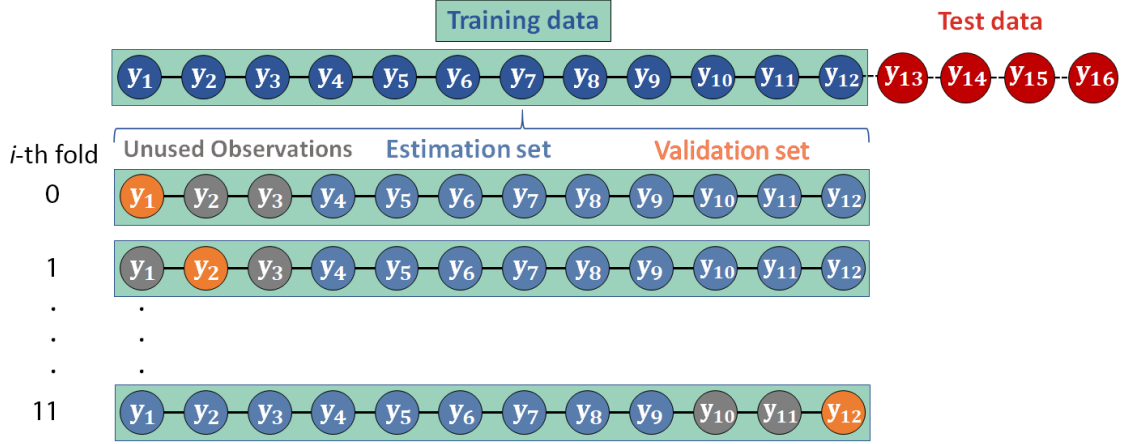 Training data
Test data
y1 y2 y3 y4 y5 y6 y7 y8 y9 y10 y11 y12 y13 y14 y15 y16
i-th fold
Unused Observations Estimation set Validation set
0 y1 y2 y3 y4 y5 y6 y7 y8 y9 y10 y11 y12
1 y1 y2 y3 y4 y5 y6 y7 y8 y9 y10 y11 y12
. .
. .
. .
11 y1 y2 y3 y4 y5 y6 y7 y8 y9 y10 y11 y12